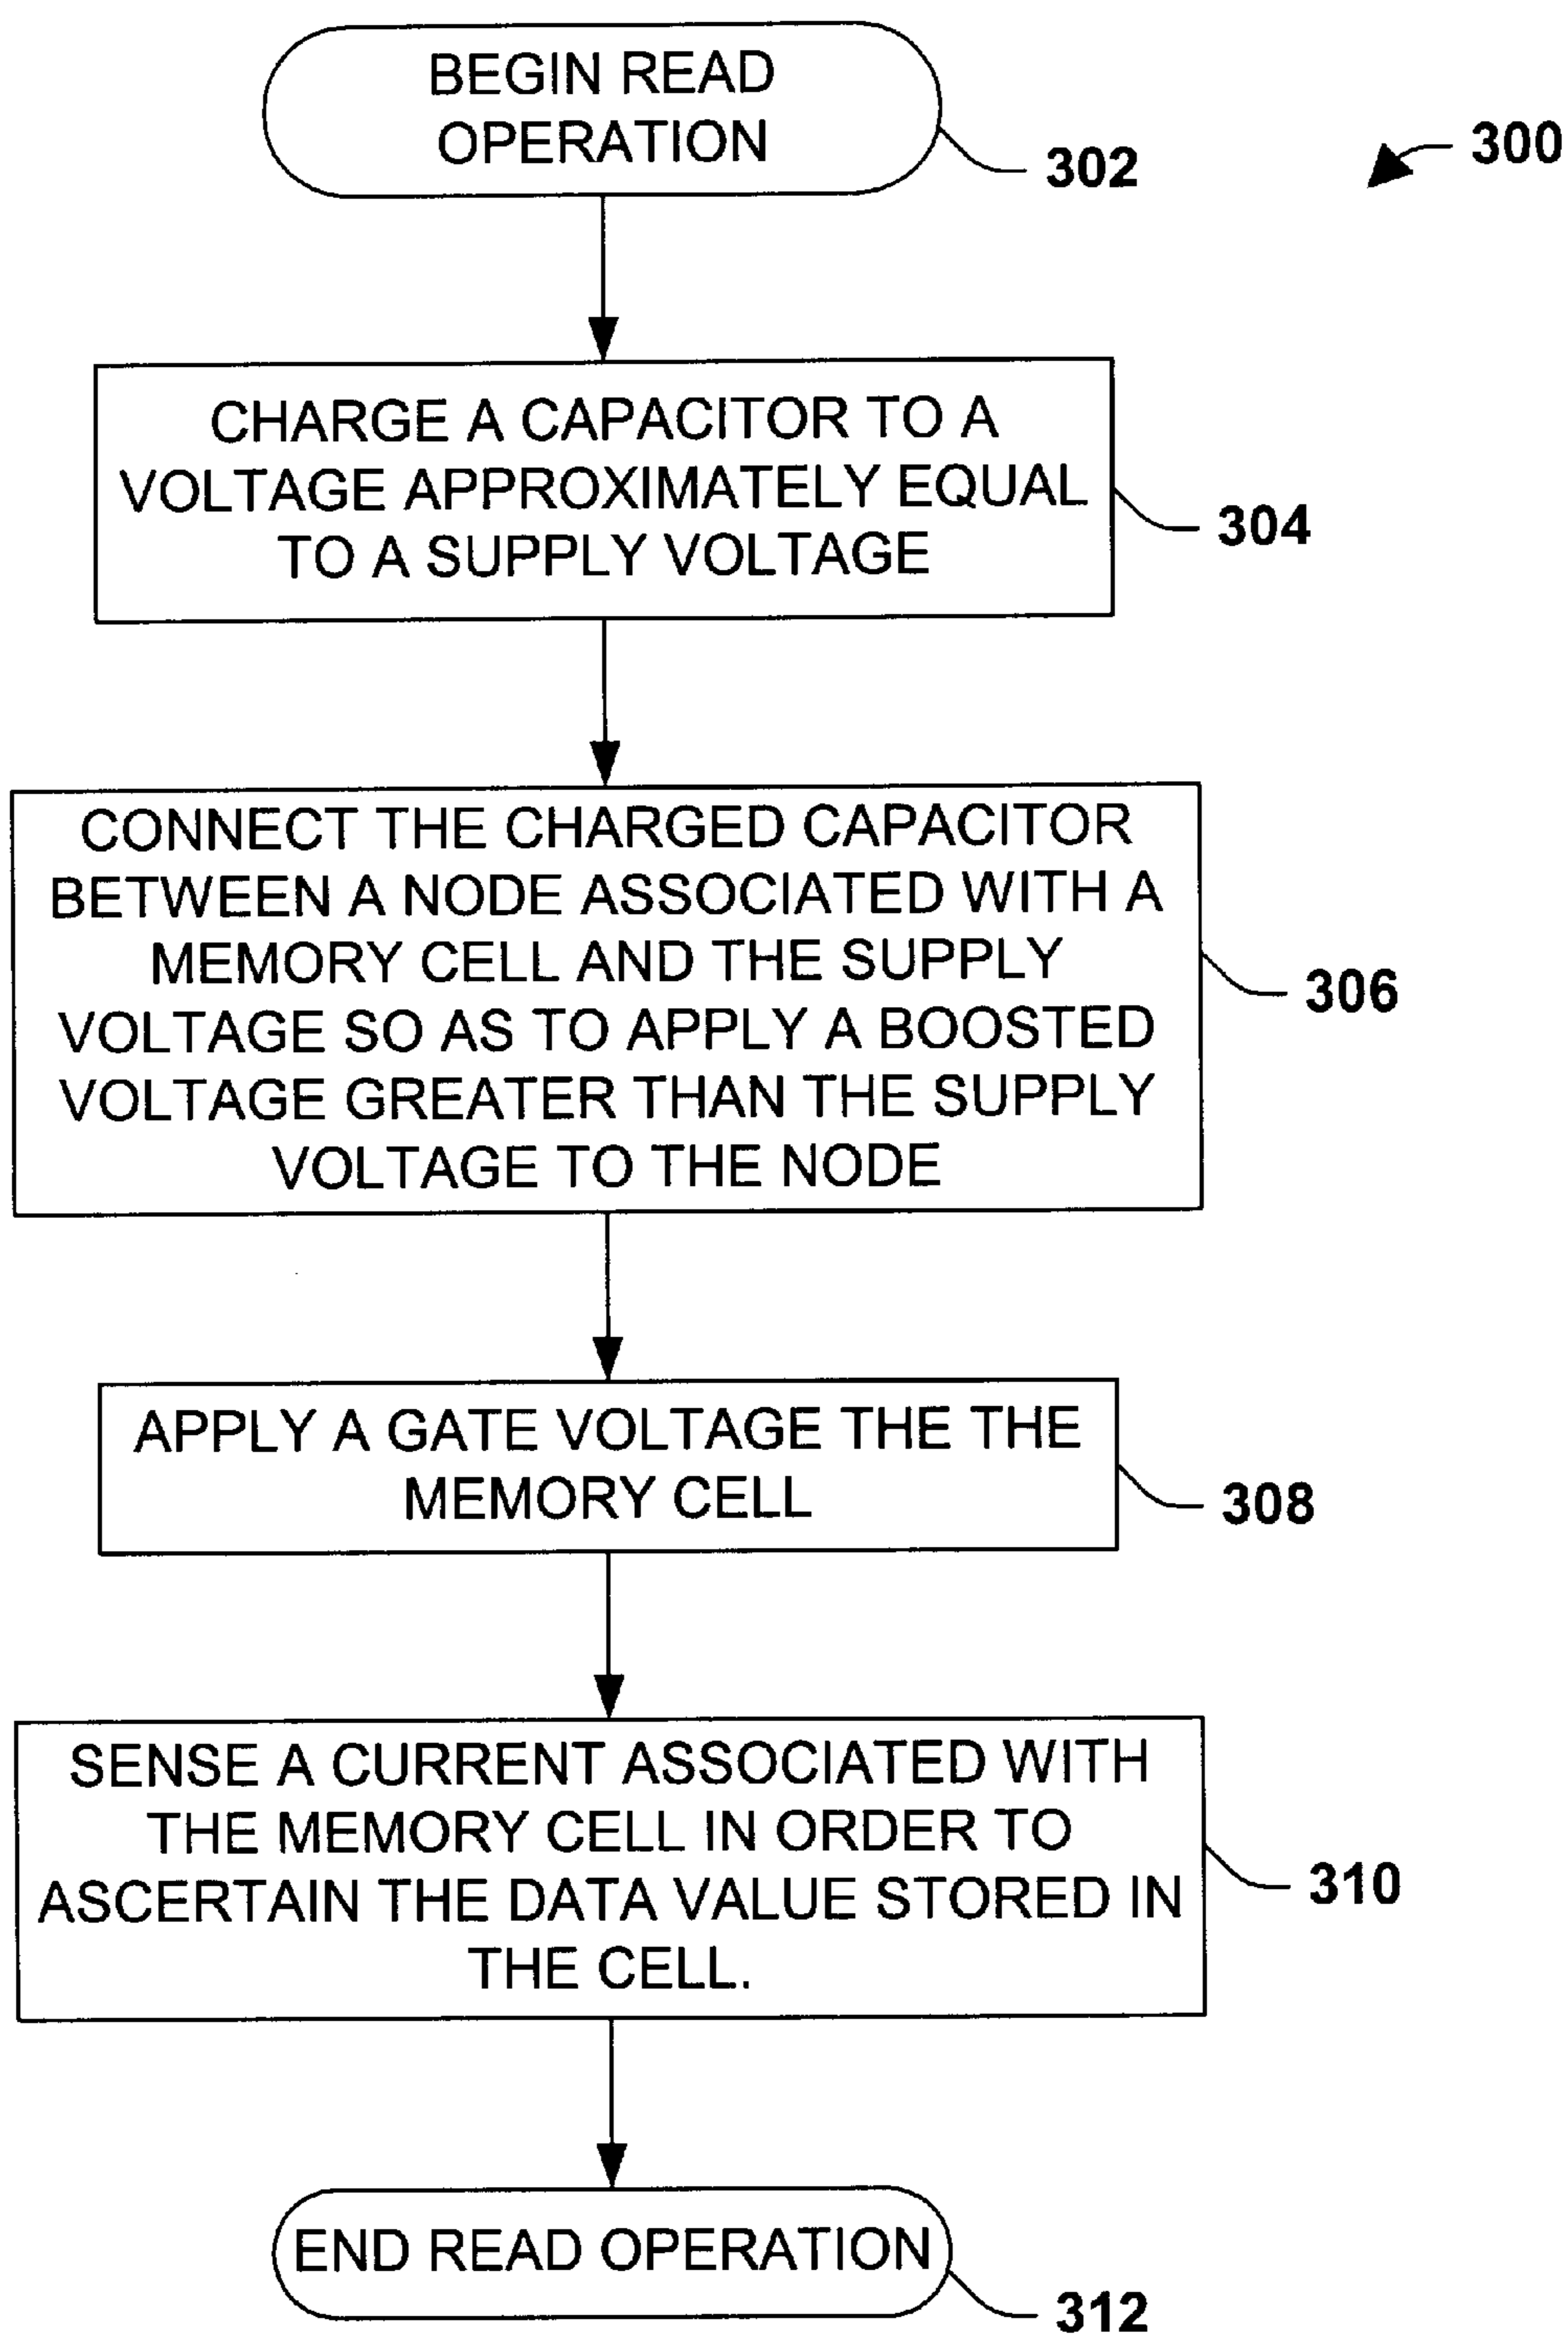 BEGIN READ
OPERATION
302
300
CHARGE A CAPACITOR TO A
VOLTAGE APPROXIMATELY EQUAL
TO A SUPPLY VOLTAGE
304
CONNECT THE CHARGED CAPACITOR
BETWEEN A NODE ASSOCIATED WITH A
MEMORY CELL AND THE SUPPLY
VOLTAGE SO AS TO APPLY A BOOSTED
VOLTAGE GREATER THAN THE SUPPLY
VOLTAGE TO THE NODE
306
APPLY A GATE VOLTAGE THE THE
MEMORY CELL
308
SENSE A CURRENT ASSOCIATED WITH
THE MEMORY CELL IN ORDER TO
ASCERTAIN THE DATA VALUE STORED IN
THE CELL.
310
END READ OPERATION
312